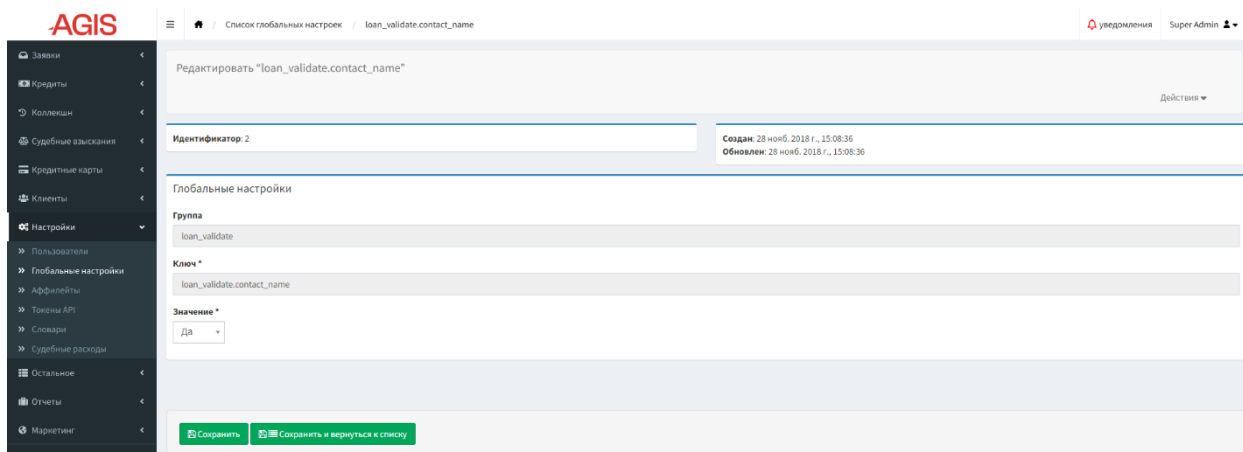 AGIS
/ Список глобальных настроек / loan_validate.contact_name
уведомления Super Admin
Заявки
Кредиты
Коллекшн
Судебные взыскания
Кредитные карты
Клиенты
Настройки
Пользователи
Глобальные настройки
Аффилейты
Токены API
Словари
Судебные расходы
Остальное
Отчеты
Маркетинг
Редактировать "loan_validate.contact_name"
Действия
Идентификатор: 2
Создан: 28 нояб. 2018 г., 15:08:36
Обновлен: 28 нояб. 2018 г., 15:08:36
Глобальные настройки
Группа
loan_validate
Ключ *
loan_validate.contact_name
Значение *
Да
Сохранить
Сохранить и вернуться к списку